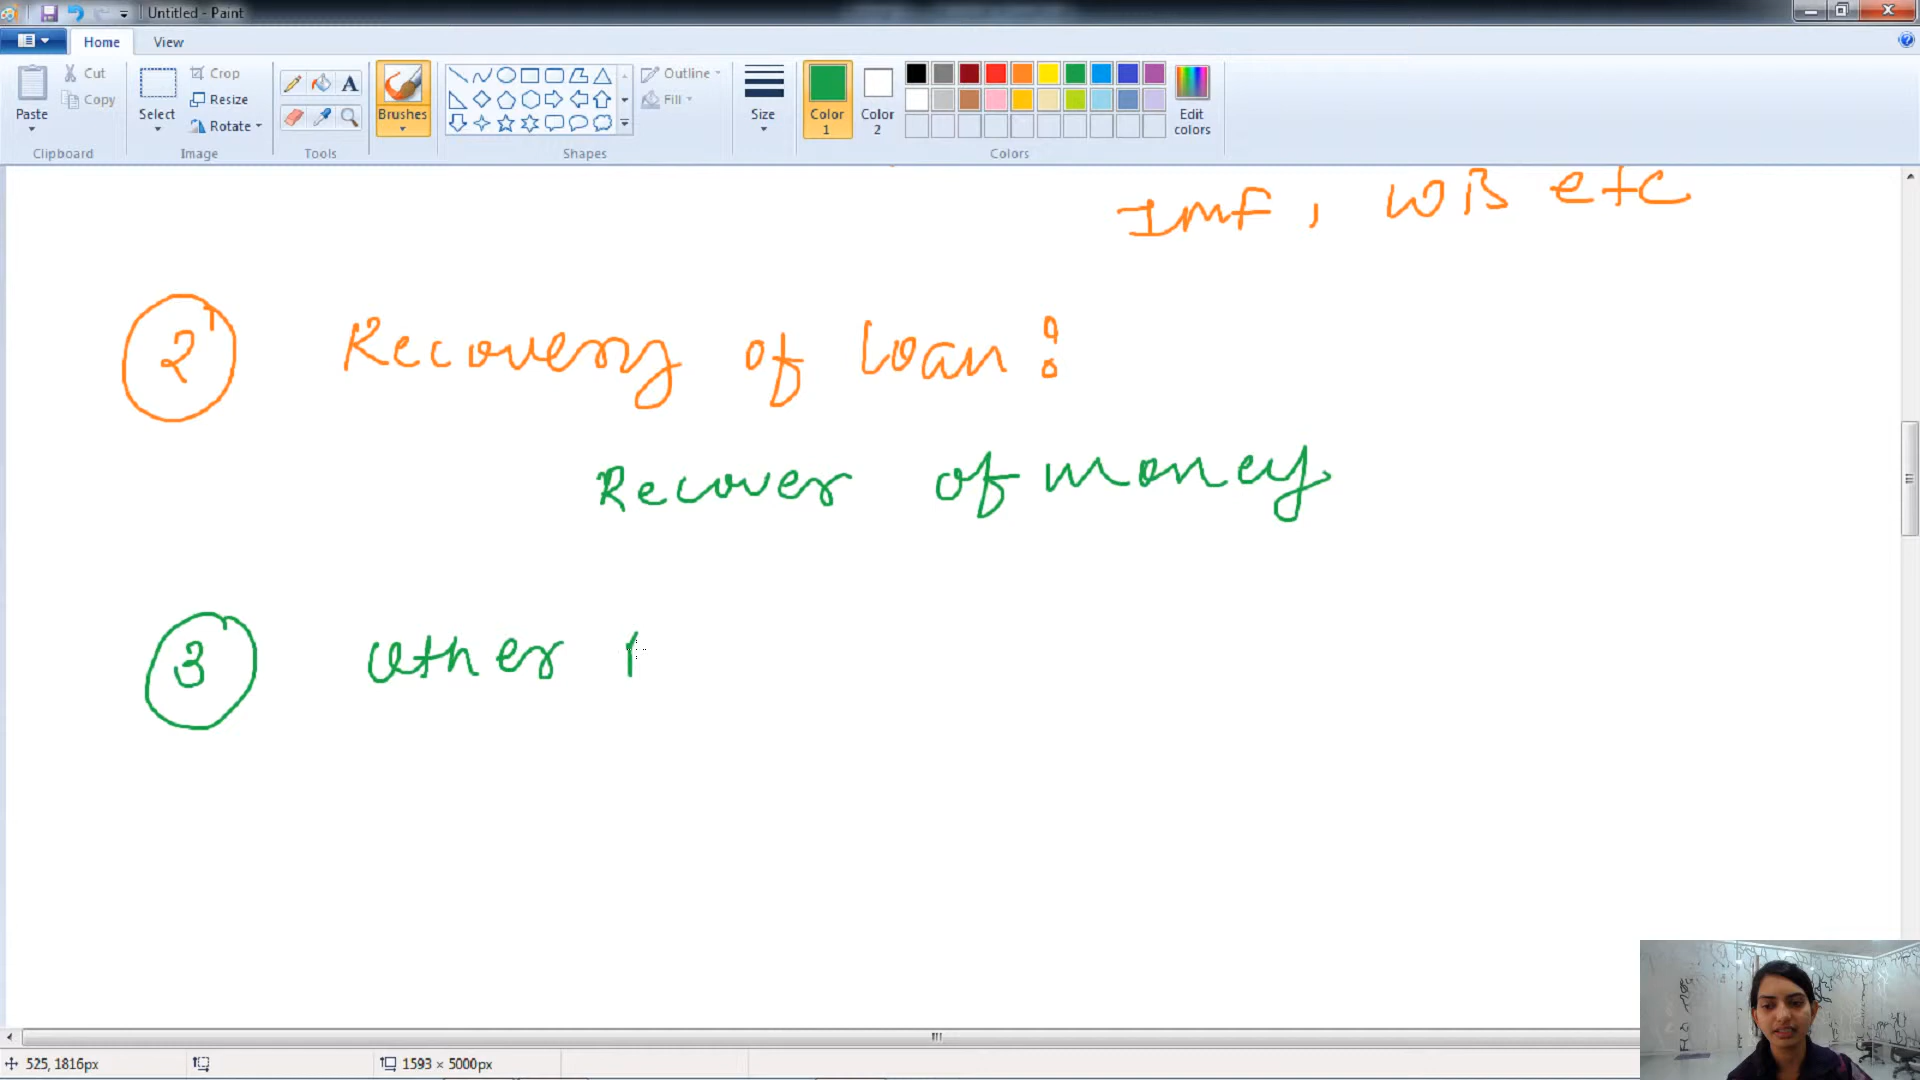 Untitled - Paint
Home View
Paste Cut Copy Select Crop Resize Rotate Brushes Outline Fill Size Color 1 Color 2 Edit colors
Clipboard Image Tools Shapes Colors
Imf, WB etc
2 Recovery of loan :
Recover of money
3 Other
525, 1816px 1593 × 5000px